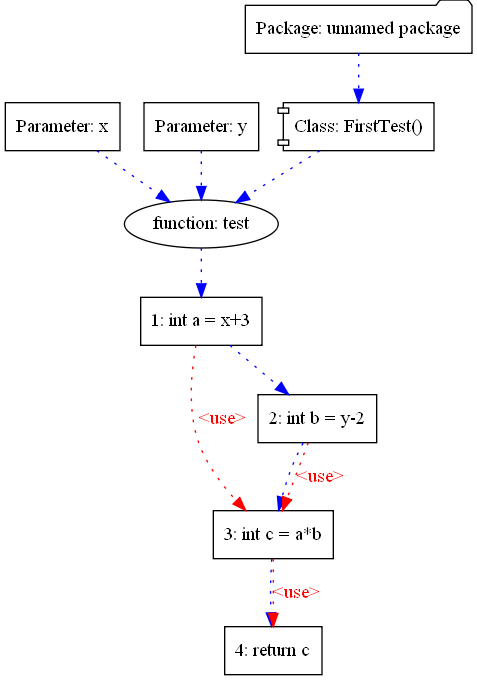 Package: unnamed package
Parameter: x
Parameter: y
Class: FirstTest()
function: test
1: int a = x+3
<use>
2: int b = y-2
<use>
3: int c = a*b
<use>
4: return c